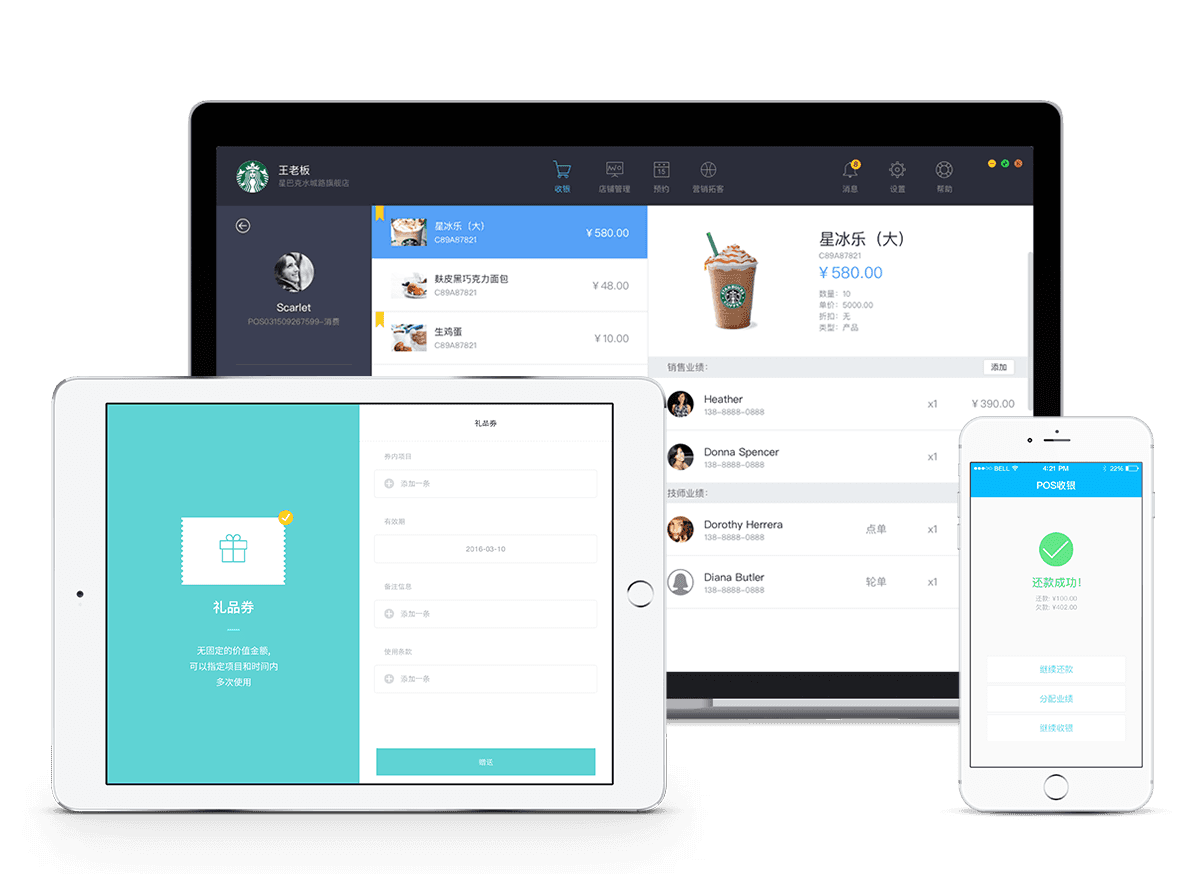 王老板
星巴克水城路旗舰店
收银
店铺管理
15
预约
营销拓客
8
消息
设置
帮助
Scarlet
POS031509267599-消费
星冰乐（大）
C89A87821
¥580.00
麸皮黑巧克力面包
C89A87821
¥48.00
生鸡蛋
C89A87821
¥10.00
星冰乐（大）
C89A87821
¥580.00
数量：10
单价：5000.00
折扣：无
类型：产品
销售业绩：
添加
Heather
138-8888-0888
x1
¥390.00
Donna Spencer
138-8888-0888
x1
技师业绩：
Dorothy Herrera
138-8888-0888
点单
x1
Diana Butler
138-8888-0888
轮单
x1
礼品券
无固定的价值金额，
可以指定项目和时间内
多次使用
礼品券
券内项目
添加一条
有效期
2016-03-10
备注信息
添加一条
使用条款
添加一条
赠送
BELL
4:21 PM
22%
POS收银
还款成功！
还款：¥100.00
欠款：¥402.00
继续还款
分配业绩
继续收银